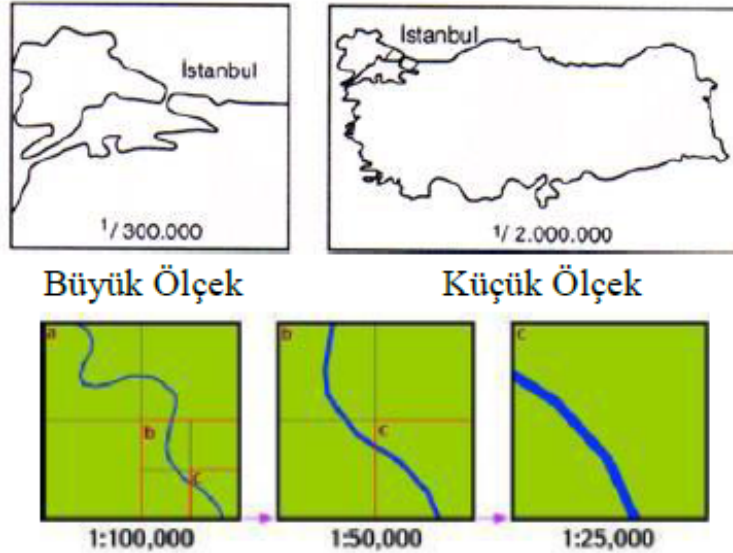 İstanbul
İstanbul
1/ 300.000
1/ 2.000.000
Büyük Ölçek
Küçük Ölçek
a
b
c
b
c
c
1:100,000
1:50,000
1:25,000